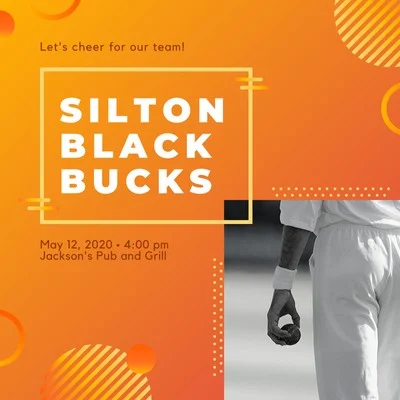 Let's cheer for our team!
SILTON
BLACK
BUCKS
May 12, 2020 • 4:00 pm
Jackson's Pub and Grill